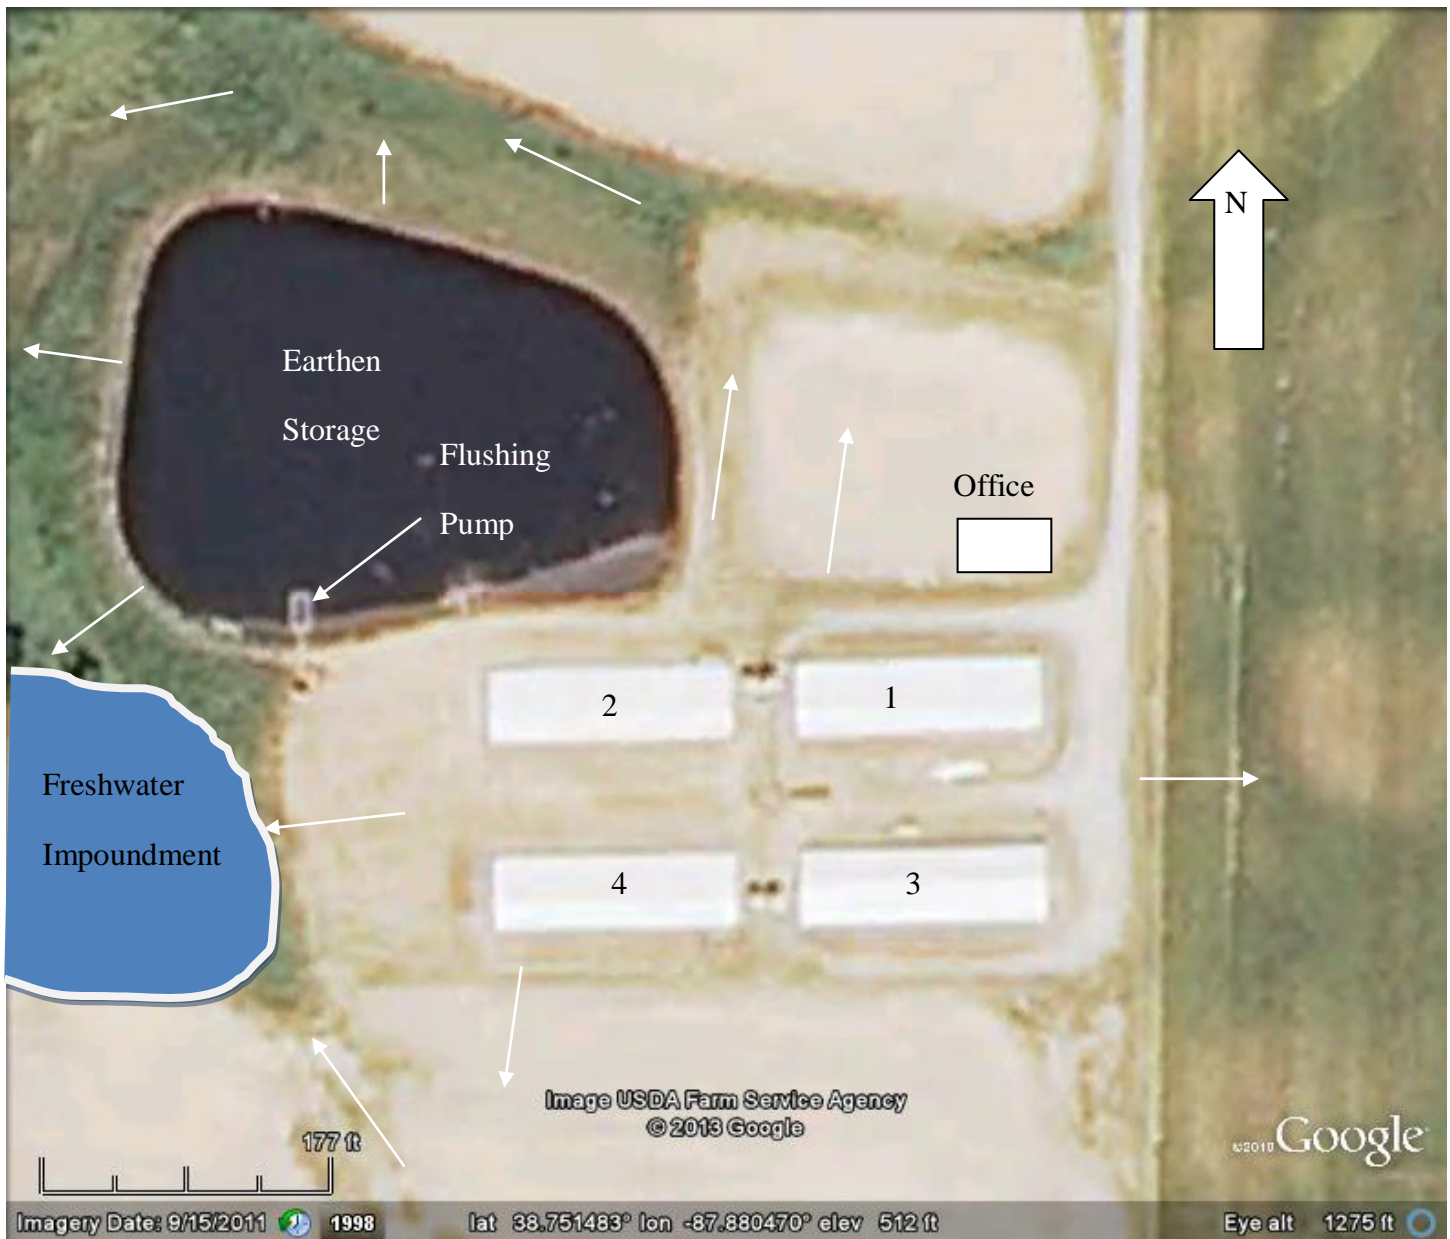 N
Earthen
Storage
Flushing
Pump
Office
2
1
Freshwater
Impoundment
4
3
Image USDA Farm Service Agency
© 2013 Google
177 ft
©2010 Google
Imagery Date: 9/15/2011 1998 lat 38.751483° lon -87.880470° elev 512 ft Eye alt 1275 ft